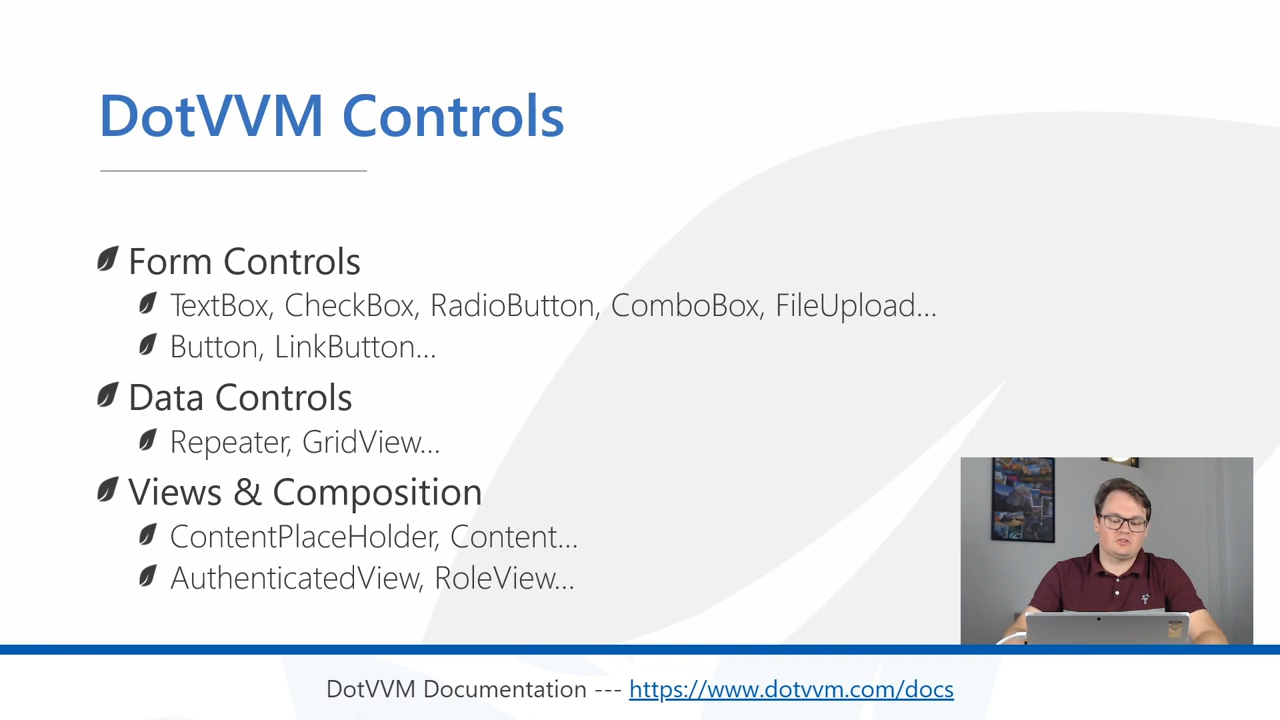 DotVVM Controls
Form Controls
TextBox, CheckBox, RadioButton, ComboBox, FileUpload...
Button, LinkButton...
Data Controls
Repeater, GridView...
Views & Composition
ContentPlaceHolder, Content...
AuthenticatedView, RoleView...
DotVVM Documentation --- https://www.dotvvm.com/docs